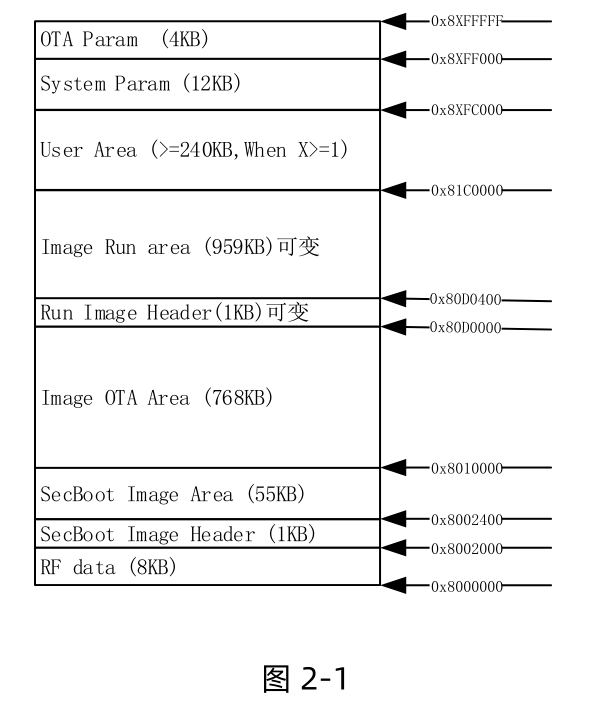 0x8XFFFFF
OTA Param (4KB)
0x8XFF000
System Param (12KB)
0x8XFC000
User Area (>=240KB,When X>=1)
0x81C0000
Image Run area (959KB)可变
0x80D0400
Run Image Header(1KB)可变
0x80D0000
Image OTA Area (768KB)
0x8010000
SecBoot Image Area (55KB)
0x8002400
SecBoot Image Header (1KB)
0x8002000
RF data (8KB)
0x8000000
图 2-1